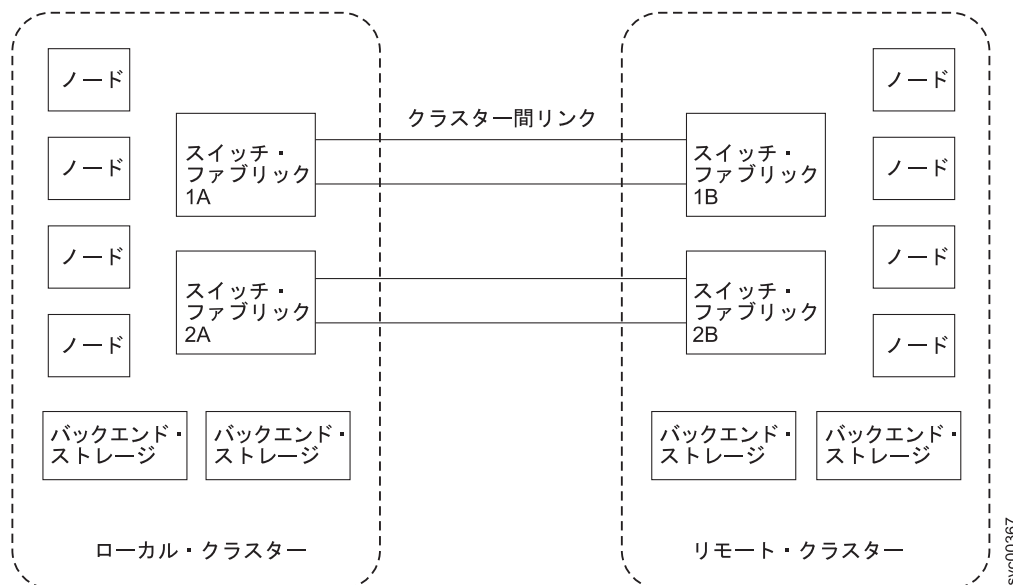 ノード
ノード
ノード
ノード
スイッチ・
ファブリック
1A
スイッチ・
ファブリック
2A
バックエンド・
ストレージ
バックエンド・
ストレージ
ローカル・クラスター
クラスター間リンク
スイッチ・
ファブリック
1B
スイッチ・
ファブリック
2B
ノード
ノード
ノード
ノード
バックエンド・
ストレージ
バックエンド・
ストレージ
リモート・クラスター
svc00367